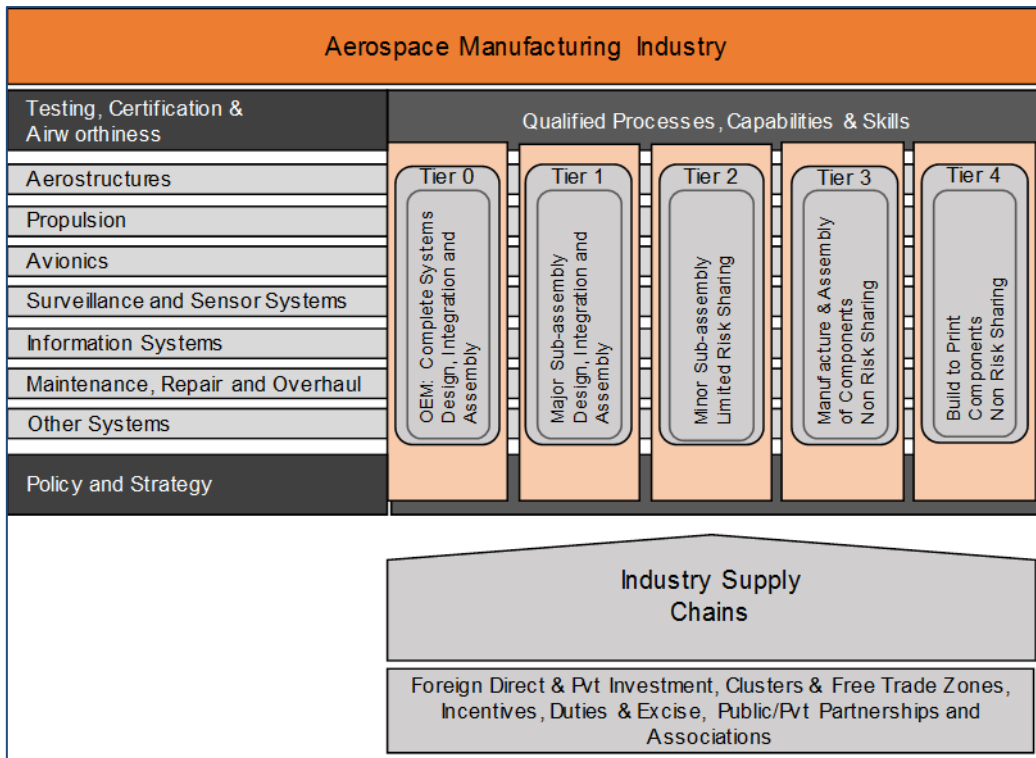 Aerospace Manufacturing Industry
Testing, Certification &
Airworthiness
Qualified Processes, Capabilities & Skills
Aerostructures
Propulsion
Avionics
Surveillance and Sensor Systems
Information Systems
Maintenance, Repair and Overhaul
Other Systems
Policy and Strategy
Tier 0
OEM: Complete Systems
Design, Integration and
Assembly
Tier 1
Major Sub-assembly
Design, Integration and
Assembly
Tier 2
Minor Sub-assembly
Limited Risk Sharing
Tier 3
Manufacture & Assembly
of Components
Non Risk Sharing
Tier 4
Build to Print
Components
Non Risk Sharing
Industry Supply
Chains
Foreign Direct & Pvt Investment, Clusters & Free Trade Zones,
Incentives, Duties & Excise, Public/Pvt Partnerships and
Associations